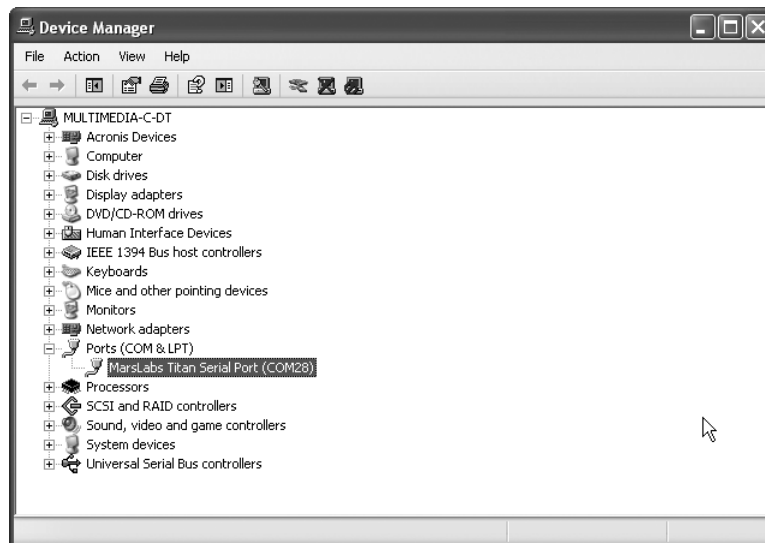 Device Manager
File Action View Help
MULTIMEDIA-C-DT
Acronis Devices
Computer
Disk drives
Display adapters
DVD/CD-ROM drives
Human Interface Devices
IEEE 1394 Bus host controllers
Keyboards
Mice and other pointing devices
Monitors
Network adapters
Ports (COM & LPT)
MarsLabs Titan Serial Port (COM28)
Processors
SCSI and RAID controllers
Sound, video and game controllers
System devices
Universal Serial Bus controllers